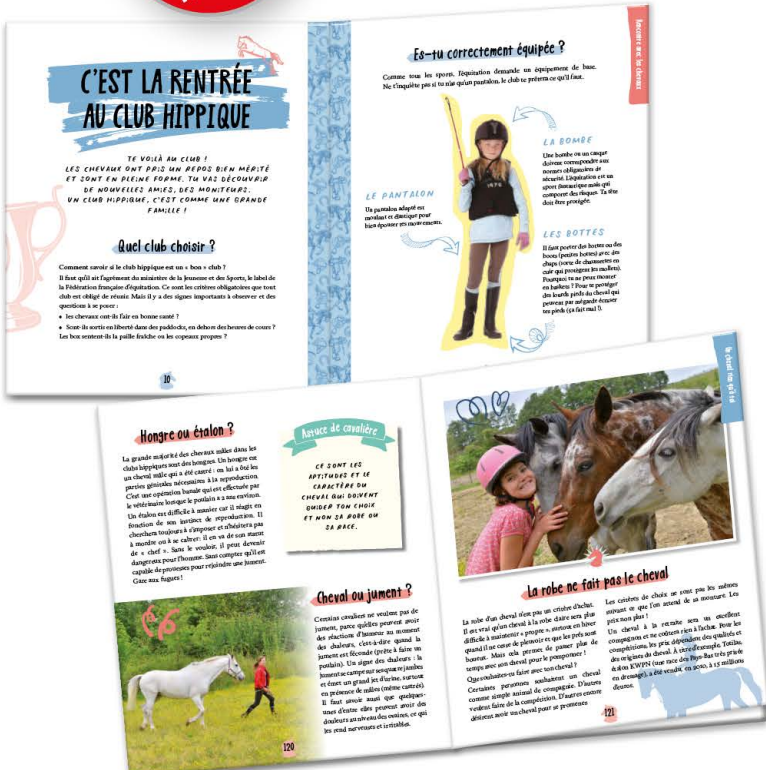 C'EST LA RENTRÉE
AU CLUB HIPPIQUE
TE VOILÀ AU CLUB !
LES CHEVAUX ONT PRIS UN REPOS BIEN MÉRITÉ
ET SONT EN PLEINE FORME. TU VAS DÉCOUVRIR
DE NOUVELLES AMIES, DES MONITEURS.
UN CLUB HIPPIQUE, C'EST COMME UNE GRANDE
FAMILLE !
Quel club choisir ?
Comment savoir si le club hippique est un « bon » club ?
Il faut qu'il ait l'agrément du ministère de la Jeunesse et des Sports, le label de
la Fédération française d'équitation. Ce sont les critères obligatoires que tout
club est obligé de réunir. Mais il y a des signes importants à observer et des
questions à se poser :
• les chevaux ont-ils l'air en bonne santé ?
• Sont-ils sortis en liberté dans des paddocks, en dehors des heures de cours ?
Les box sentent-ils la paille fraîche ou les copeaux propres ?
10
Rencontre avec les chevaux
Es-tu correctement équipée ?
Comme tous les sports, l'équitation demande un équipement de base.
Ne t'inquiète pas si tu n'as qu'un pantalon, le club te prêtera ce qu'il faut.
LE PANTALON
Un pantalon adapté est
moulant et élastique pour
bien épouser tes mouvements.
LA BOMBE
Une bombe ou un casque
doivent correspondre aux
normes obligatoires de
sécurité. L'équitation est un
sport fantastique mais qui
comporte des risques. Ta tête
doit être protégée.
LES BOTTES
Il faut porter des bottes ou des
boots (petites bottes) avec des
chaps (sorte de chaussettes en
cuir qui protègent les mollets).
Pourquoi tu ne peux monter
en baskets ? Pour te protéger
des lourds pieds du cheval qui
peuvent par mégarde écraser
tes pieds (ça fait mal !).
Hongre ou étalon ?
La grande majorité des chevaux mâles dans les
clubs hippiques sont des hongres. Un hongre est
un cheval mâle qui a été castré : on lui a ôté les
parties génitales nécessaires à la reproduction.
C'est une opération banale qui est effectuée par
le vétérinaire lorsque le poulain a 2 ans environ.
Un étalon est difficile à manier car il réagit en
fonction de son instinct de reproduction. Il
cherchera toujours à s'imposer et n'hésitera pas
à mordre ou à se cabrer: il en va de son statut
de « chef ». Sans le vouloir, il peut devenir
dangereux pour l'homme. Sans compter qu'il est
capable de prouesses pour rejoindre une jument.
Gare aux fugues !
Astuce de cavalière
CE SONT LES
APTITUDES ET LE
CARACTÈRE DU
CHEVAL QUI DOIVENT
GUIDER TON CHOIX
ET NON SA ROBE OU
SA RACE.
Cheval ou jument ?
Certains cavaliers ne veulent pas de
jument, parce qu'elles peuvent avoir
des réactions d'humeur au moment
des chaleurs, c'est-à-dire quand la
jument est féconde (prête à faire un
poulain). Un signe des chaleurs : la
jument se campe sur ses quatre jambes
et émet un grand jet d'urine, surtout
en présence de mâles (même castrés).
Il faut savoir aussi que quelques-
unes d'entre elles peuvent avoir des
douleurs au niveau des ovaires, ce qui
les rend nerveuses et irritables.
120
La robe ne fait pas le cheval
La robe d'un cheval n'est pas un critère d'achat.
Il est vrai qu'un cheval à la robe claire sera plus
difficile à maintenir « propre », surtout en hiver
quand il ne cesse de pleuvoir et que les prés sont
boueux. Mais cela permet de passer plus de
temps avec son cheval pour le pomponner !
Que souhaites-tu faire avec ton cheval ?
Certaines personnes souhaitent un cheval
comme simple animal de compagnie. D'autres
veulent faire de la compétition. D'autres encore
désirent avoir un cheval pour se promener.
Les critères de choix ne sont pas les mêmes
suivant ce que l'on attend de sa monture. Les
prix non plus !
Un cheval à la retraite sera un excellent
compagnon et ne coûtera rien à l'achat. Pour les
compétitions, les prix dépendent des qualités et
des origines du cheval. À titre d'exemple, Totilas,
étalon KWPN (une race des Pays-Bas très prisée
en dressage), a été vendu, en 2010, à 15 millions
d'euros.
121